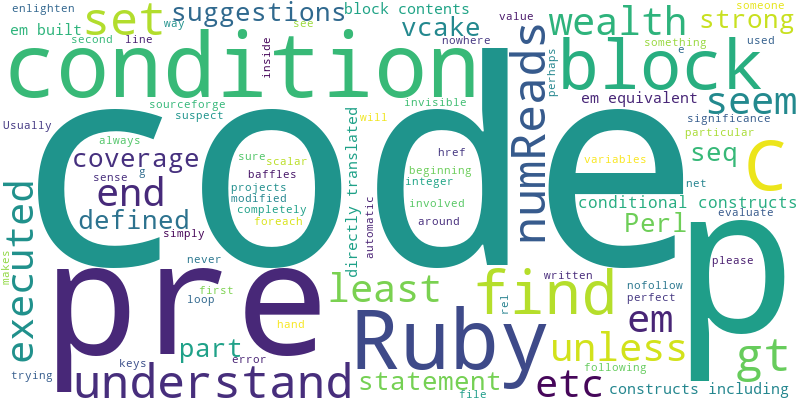 enlighten
em built
set
suggestions
block contents
way
see
vcake
value
wealth
someone
strong
second
line
condition
inside
nowhere
numReads
perhaps
block
something
e
used
em equivalent
seem
sourceforge
suspect
invisible
significance
particular
Usually
always
code
will
href
variables
seq
C
coverage
sense
g
sure
scalar
baffles
projects
modified
completely
foreach
directly translated
beginning
integer
involved
around
automatic
end
defined
simply
executed
conditional constructs
net
Perl
evaluate
makes
pre
never
first
loop
hand
least
find
rel
written
nofollow
perfect
please
p
em
Ruby
unless
gt
part
error
keys
trying
understand
statement
file
etc
following
constructs including